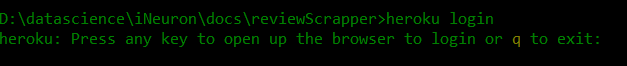 D:\datascience\iNeuron\docs\reviewScrapper>heroku login
heroku: Press any key to open up the browser to login or q to exit: